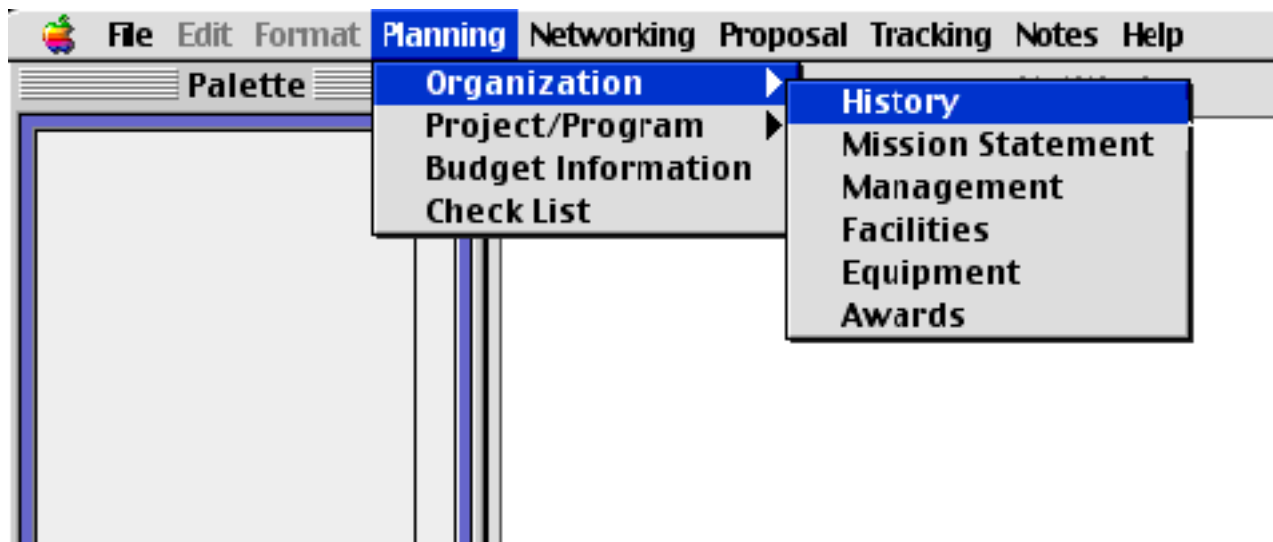 File Edit Format Planning Networking Proposal Tracking Notes Help
Palette
Organization
Project/Program
Budget Information
Check List
History
Mission Statement
Management
Facilities
Equipment
Awards